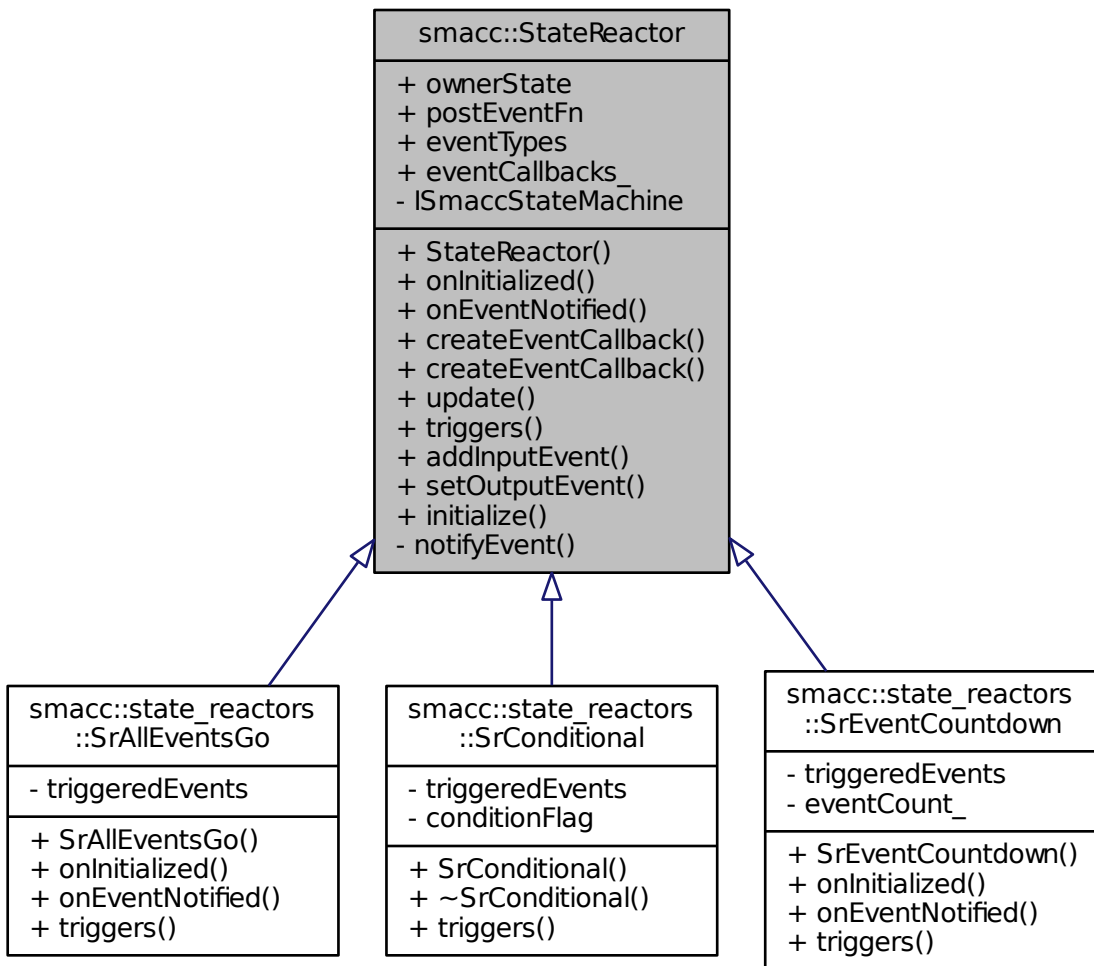 smacc::StateReactor
+ ownerState
+ postEventFn
+ eventTypes
+ eventCallbacks_
- ISmaccStateMachine
+ StateReactor()
+ onInitialized()
+ onEventNotified()
+ createEventCallback()
+ createEventCallback()
+ update()
+ triggers()
+ addInputEvent()
+ setOutputEvent()
+ initialize()
- notifyEvent()
smacc::state_reactors
::SrAllEventsGo
- triggeredEvents
+ SrAllEventsGo()
+ onInitialized()
+ onEventNotified()
+ triggers()
smacc::state_reactors
::SrConditional
- triggeredEvents
- conditionFlag
+ SrConditional()
+ ~SrConditional()
+ triggers()
smacc::state_reactors
::SrEventCountdown
- triggeredEvents
- eventCount_
+ SrEventCountdown()
+ onInitialized()
+ onEventNotified()
+ triggers()